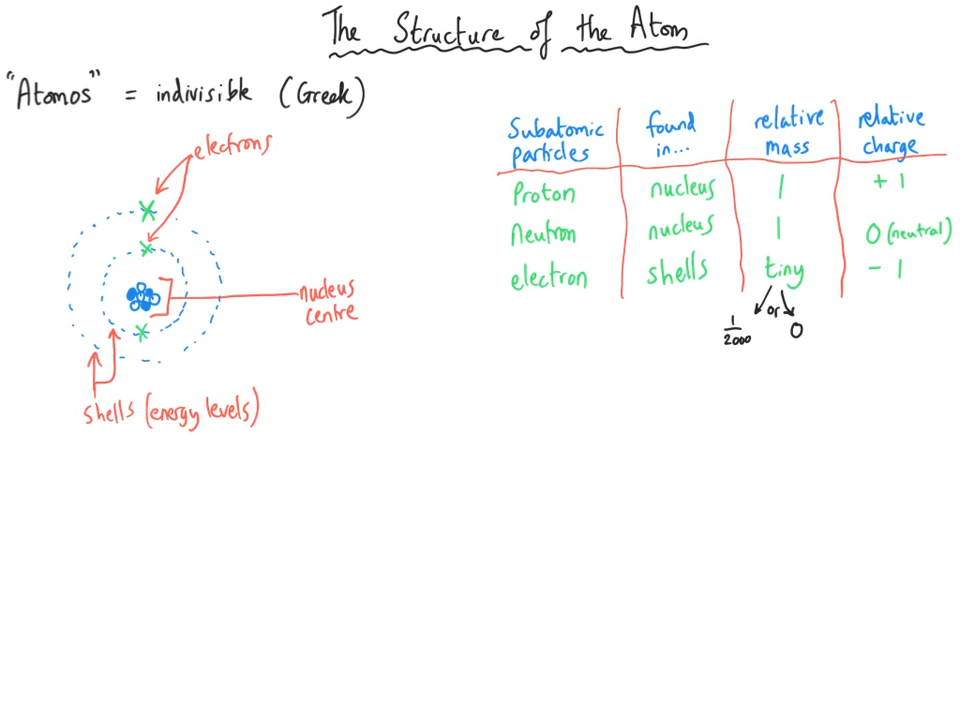 The Structure of the Atom
"Atomos" = indivisible (Greek)
electrons
nucleus
centre
shells (energy levels)
Subatomic particles | found in... | relative mass | relative charge
Proton | nucleus | 1 | +1
Neutron | nucleus | 1 | 0 (neutral)
electron | shells | tiny | -1
or
1/2000
0